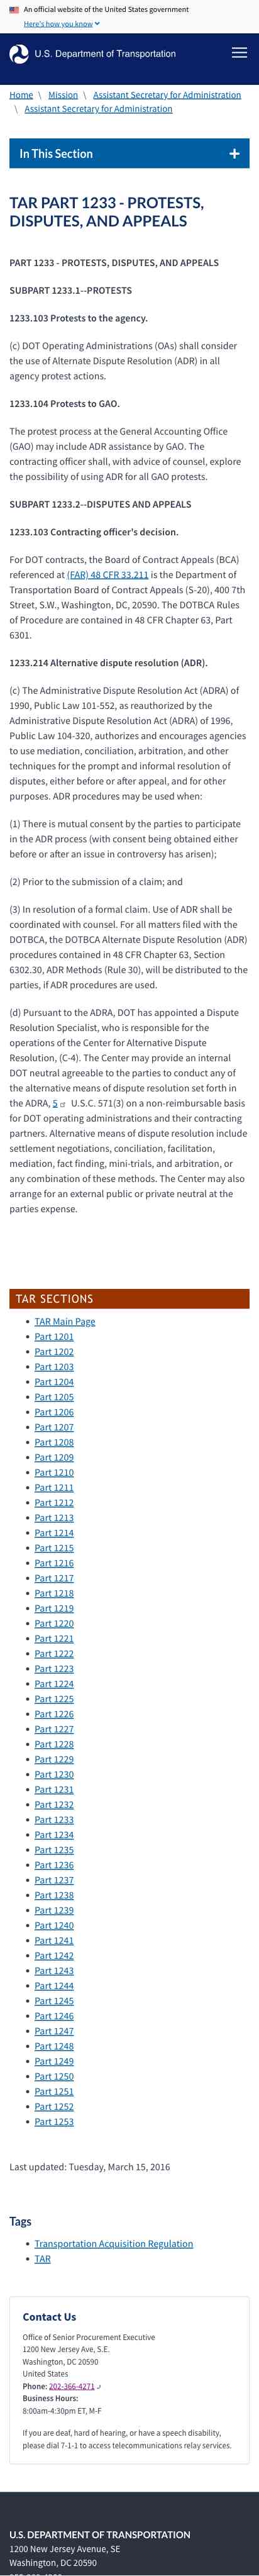 An official website of the United States government
Here's how you know
U.S. Department of Transportation
Home \ Mission \ Assistant Secretary for Administration
\ Assistant Secretary for Administration
In This Section
TAR PART 1233 - PROTESTS,
DISPUTES, AND APPEALS
PART 1233 - PROTESTS, DISPUTES, AND APPEALS
SUBPART 1233.1--PROTESTS
1233.103 Protests to the agency.
(c) DOT Operating Administrations (OAs) shall consider
the use of Alternate Dispute Resolution (ADR) in all
agency protest actions.
1233.104 Protests to GAO.
The protest process at the General Accounting Office
(GAO) may include ADR assistance by GAO. The
contracting officer shall, with advice of counsel, explore
the possibility of using ADR for all GAO protests.
SUBPART 1233.2--DISPUTES AND APPEALS
1233.103 Contracting officer's decision.
For DOT contracts, the Board of Contract Appeals (BCA)
referenced at (FAR) 48 CFR 33.211 is the Department of
Transportation Board of Contract Appeals (S-20), 400 7th
Street, S.W., Washington, DC, 20590. The DOTBCA Rules
of Procedure are contained in 48 CFR Chapter 63, Part
6301.
1233.214 Alternative dispute resolution (ADR).
(c) The Administrative Dispute Resolution Act (ADRA) of
1990, Public Law 101-552, as reauthorized by the
Administrative Dispute Resolution Act (ADRA) of 1996,
Public Law 104-320, authorizes and encourages agencies
to use mediation, conciliation, arbitration, and other
techniques for the prompt and informal resolution of
disputes, either before or after appeal, and for other
purposes. ADR procedures may be used when:
(1) There is mutual consent by the parties to participate
in the ADR process (with consent being obtained either
before or after an issue in controversy has arisen);
(2) Prior to the submission of a claim; and
(3) In resolution of a formal claim. Use of ADR shall be
coordinated with counsel. For all matters filed with the
DOTBCA, the DOTBCA Alternate Dispute Resolution (ADR)
procedures contained in 48 CFR Chapter 63, Section
6302.30, ADR Methods (Rule 30), will be distributed to the
parties, if ADR procedures are used.
(d) Pursuant to the ADRA, DOT has appointed a Dispute
Resolution Specialist, who is responsible for the
operations of the Center for Alternative Dispute
Resolution, (C-4). The Center may provide an internal
DOT neutral agreeable to the parties to conduct any of
the alternative means of dispute resolution set forth in
the ADRA, 5 U.S.C. 571(3) on a non-reimbursable basis
for DOT operating administrations and their contracting
partners. Alternative means of dispute resolution include
settlement negotiations, conciliation, facilitation,
mediation, fact finding, mini-trials, and arbitration, or
any combination of these methods. The Center may also
arrange for an external public or private neutral at the
parties expense.
TAR SECTIONS
TAR Main Page
Part 1201
Part 1202
Part 1203
Part 1204
Part 1205
Part 1206
Part 1207
Part 1208
Part 1209
Part 1210
Part 1211
Part 1212
Part 1213
Part 1214
Part 1215
Part 1216
Part 1217
Part 1218
Part 1219
Part 1220
Part 1221
Part 1222
Part 1223
Part 1224
Part 1225
Part 1226
Part 1227
Part 1228
Part 1229
Part 1230
Part 1231
Part 1232
Part 1233
Part 1234
Part 1235
Part 1236
Part 1237
Part 1238
Part 1239
Part 1240
Part 1241
Part 1242
Part 1243
Part 1244
Part 1245
Part 1246
Part 1247
Part 1248
Part 1249
Part 1250
Part 1251
Part 1252
Part 1253
Last updated: Tuesday, March 15, 2016
Tags
Transportation Acquisition Regulation
TAR
Contact Us
Office of Senior Procurement Executive
1200 New Jersey Ave, S.E.
Washington, DC 20590
United States
Phone: 202-366-4271
Business Hours:
8:00am-4:30pm ET, M-F
If you are deaf, hard of hearing, or have a speech disability,
please dial 7-1-1 to access telecommunications relay services.
U.S. DEPARTMENT OF TRANSPORTATION
1200 New Jersey Avenue, SE
Washington, DC 20590